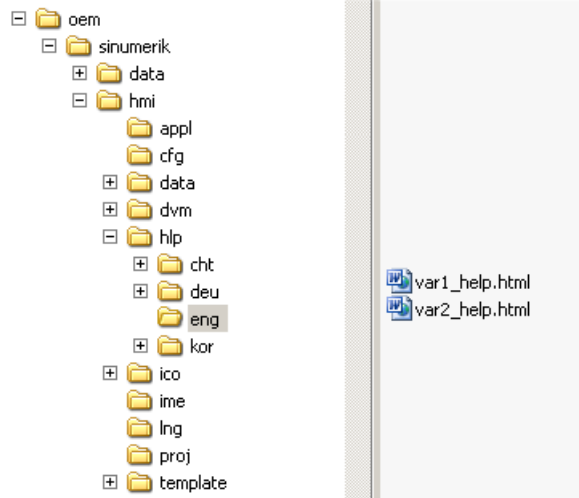 oem
sinumerik
data
hmi
appl
cfg
data
dvm
hlp
cht
deu
eng
kor
ico
ime
lng
proj
template
var1_help.html
var2_help.html